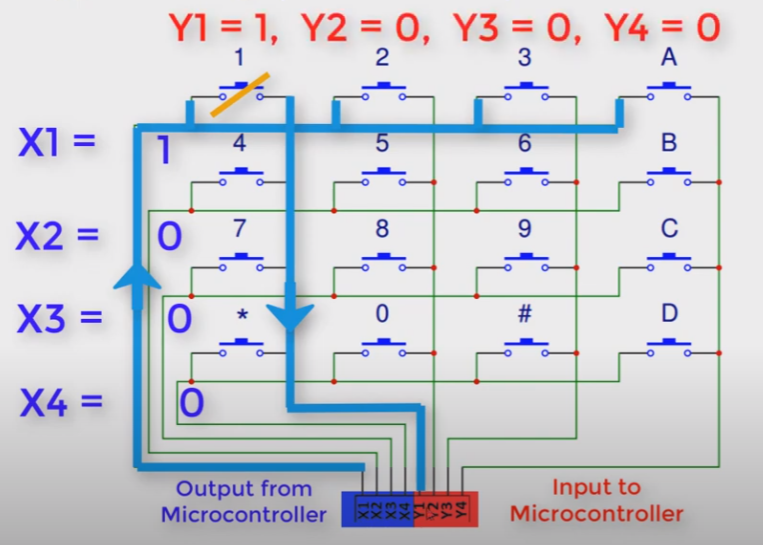 Y1 = 1, Y2 = 0, Y3 = 0, Y4 = 0
1 2 3 A
X1 = 1
4 5 6 B
X2 = 0
7 8 9 C
X3 = 0
* 0 # D
X4 = 0
Output from
Microcontroller
Input to
Microcontroller
X1 X2 X3 X4 Y1 Y2 Y3 Y4